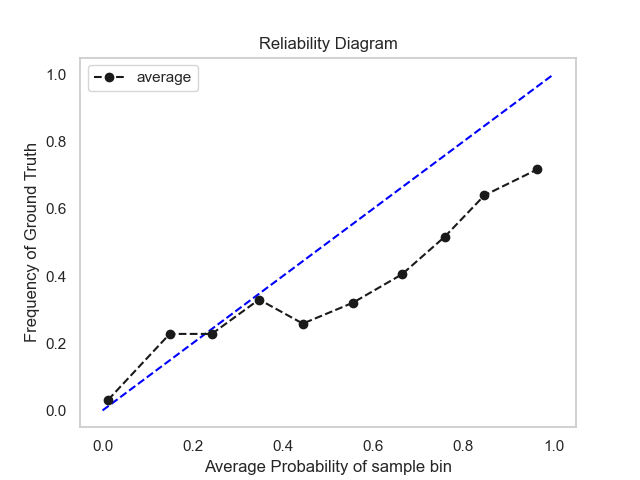 Reliability Diagram
average
Frequency of Ground Truth
1.0
0.8
0.6
0.4
0.2
0.0
0.0 0.2 0.4 0.6 0.8 1.0
Average Probability of sample bin